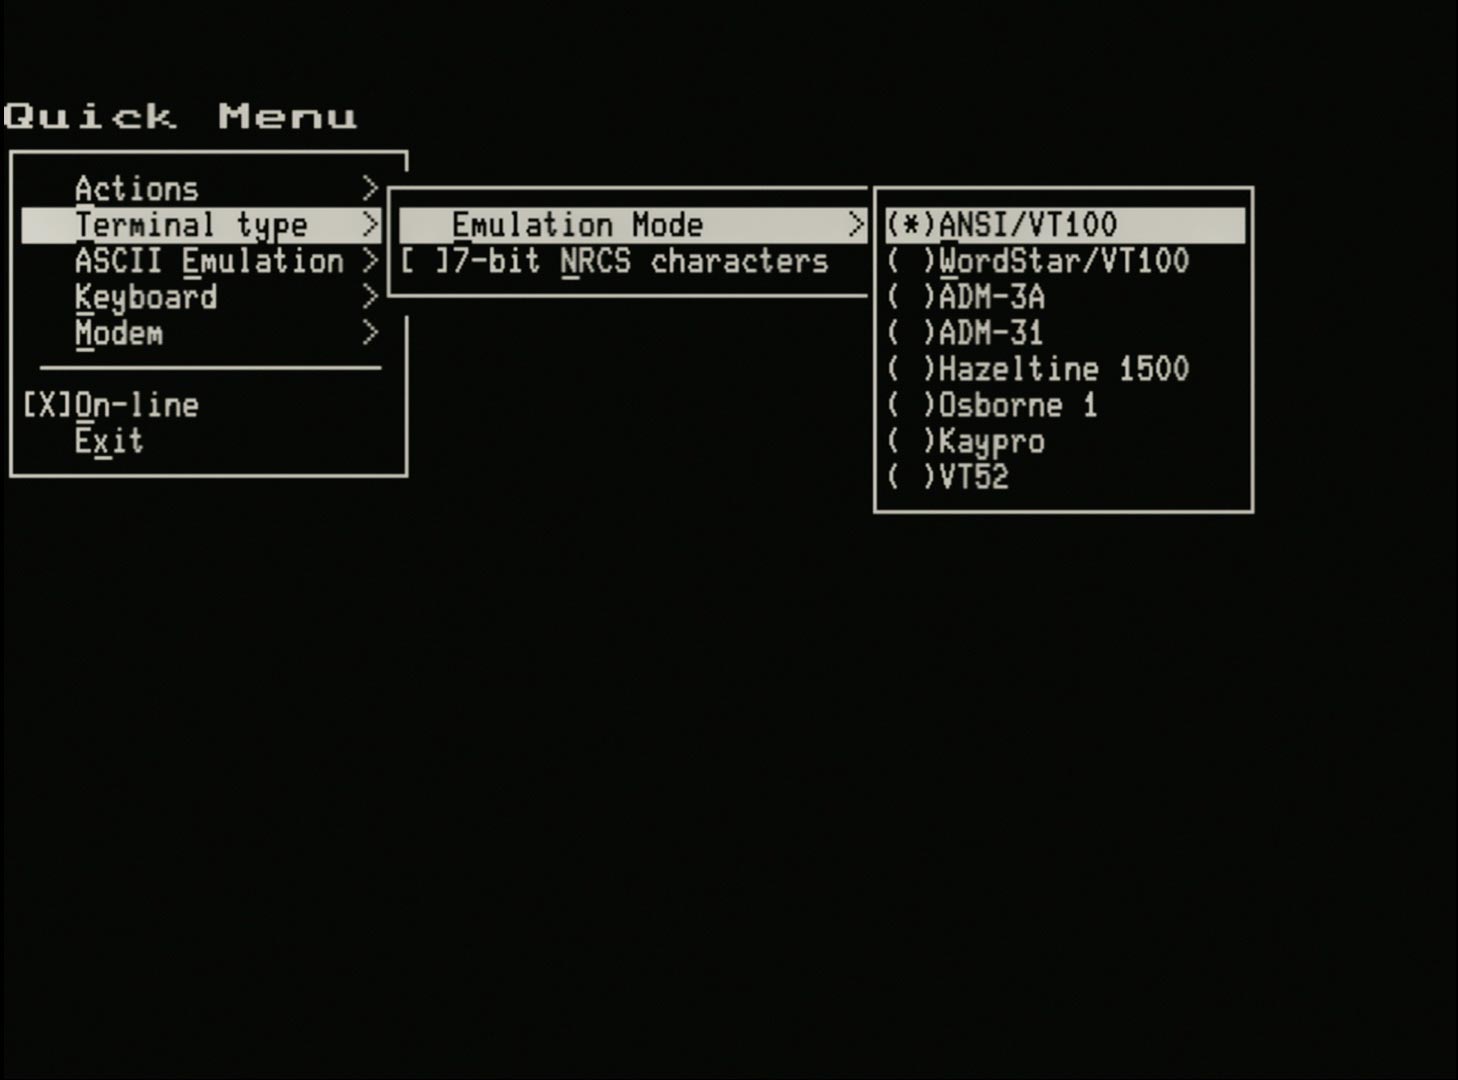 Quick Menu
Actions >
Terminal type >
ASCII Emulation >
Keyboard >
Modem >
[X]On-line
Exit
Emulation Mode >
[ ]7-bit NRCS characters
(*)ANSI/VT100
( )WordStar/VT100
( )ADM-3A
( )ADM-31
( )Hazeltine 1500
( )Osborne 1
( )Kaypro
( )VT52